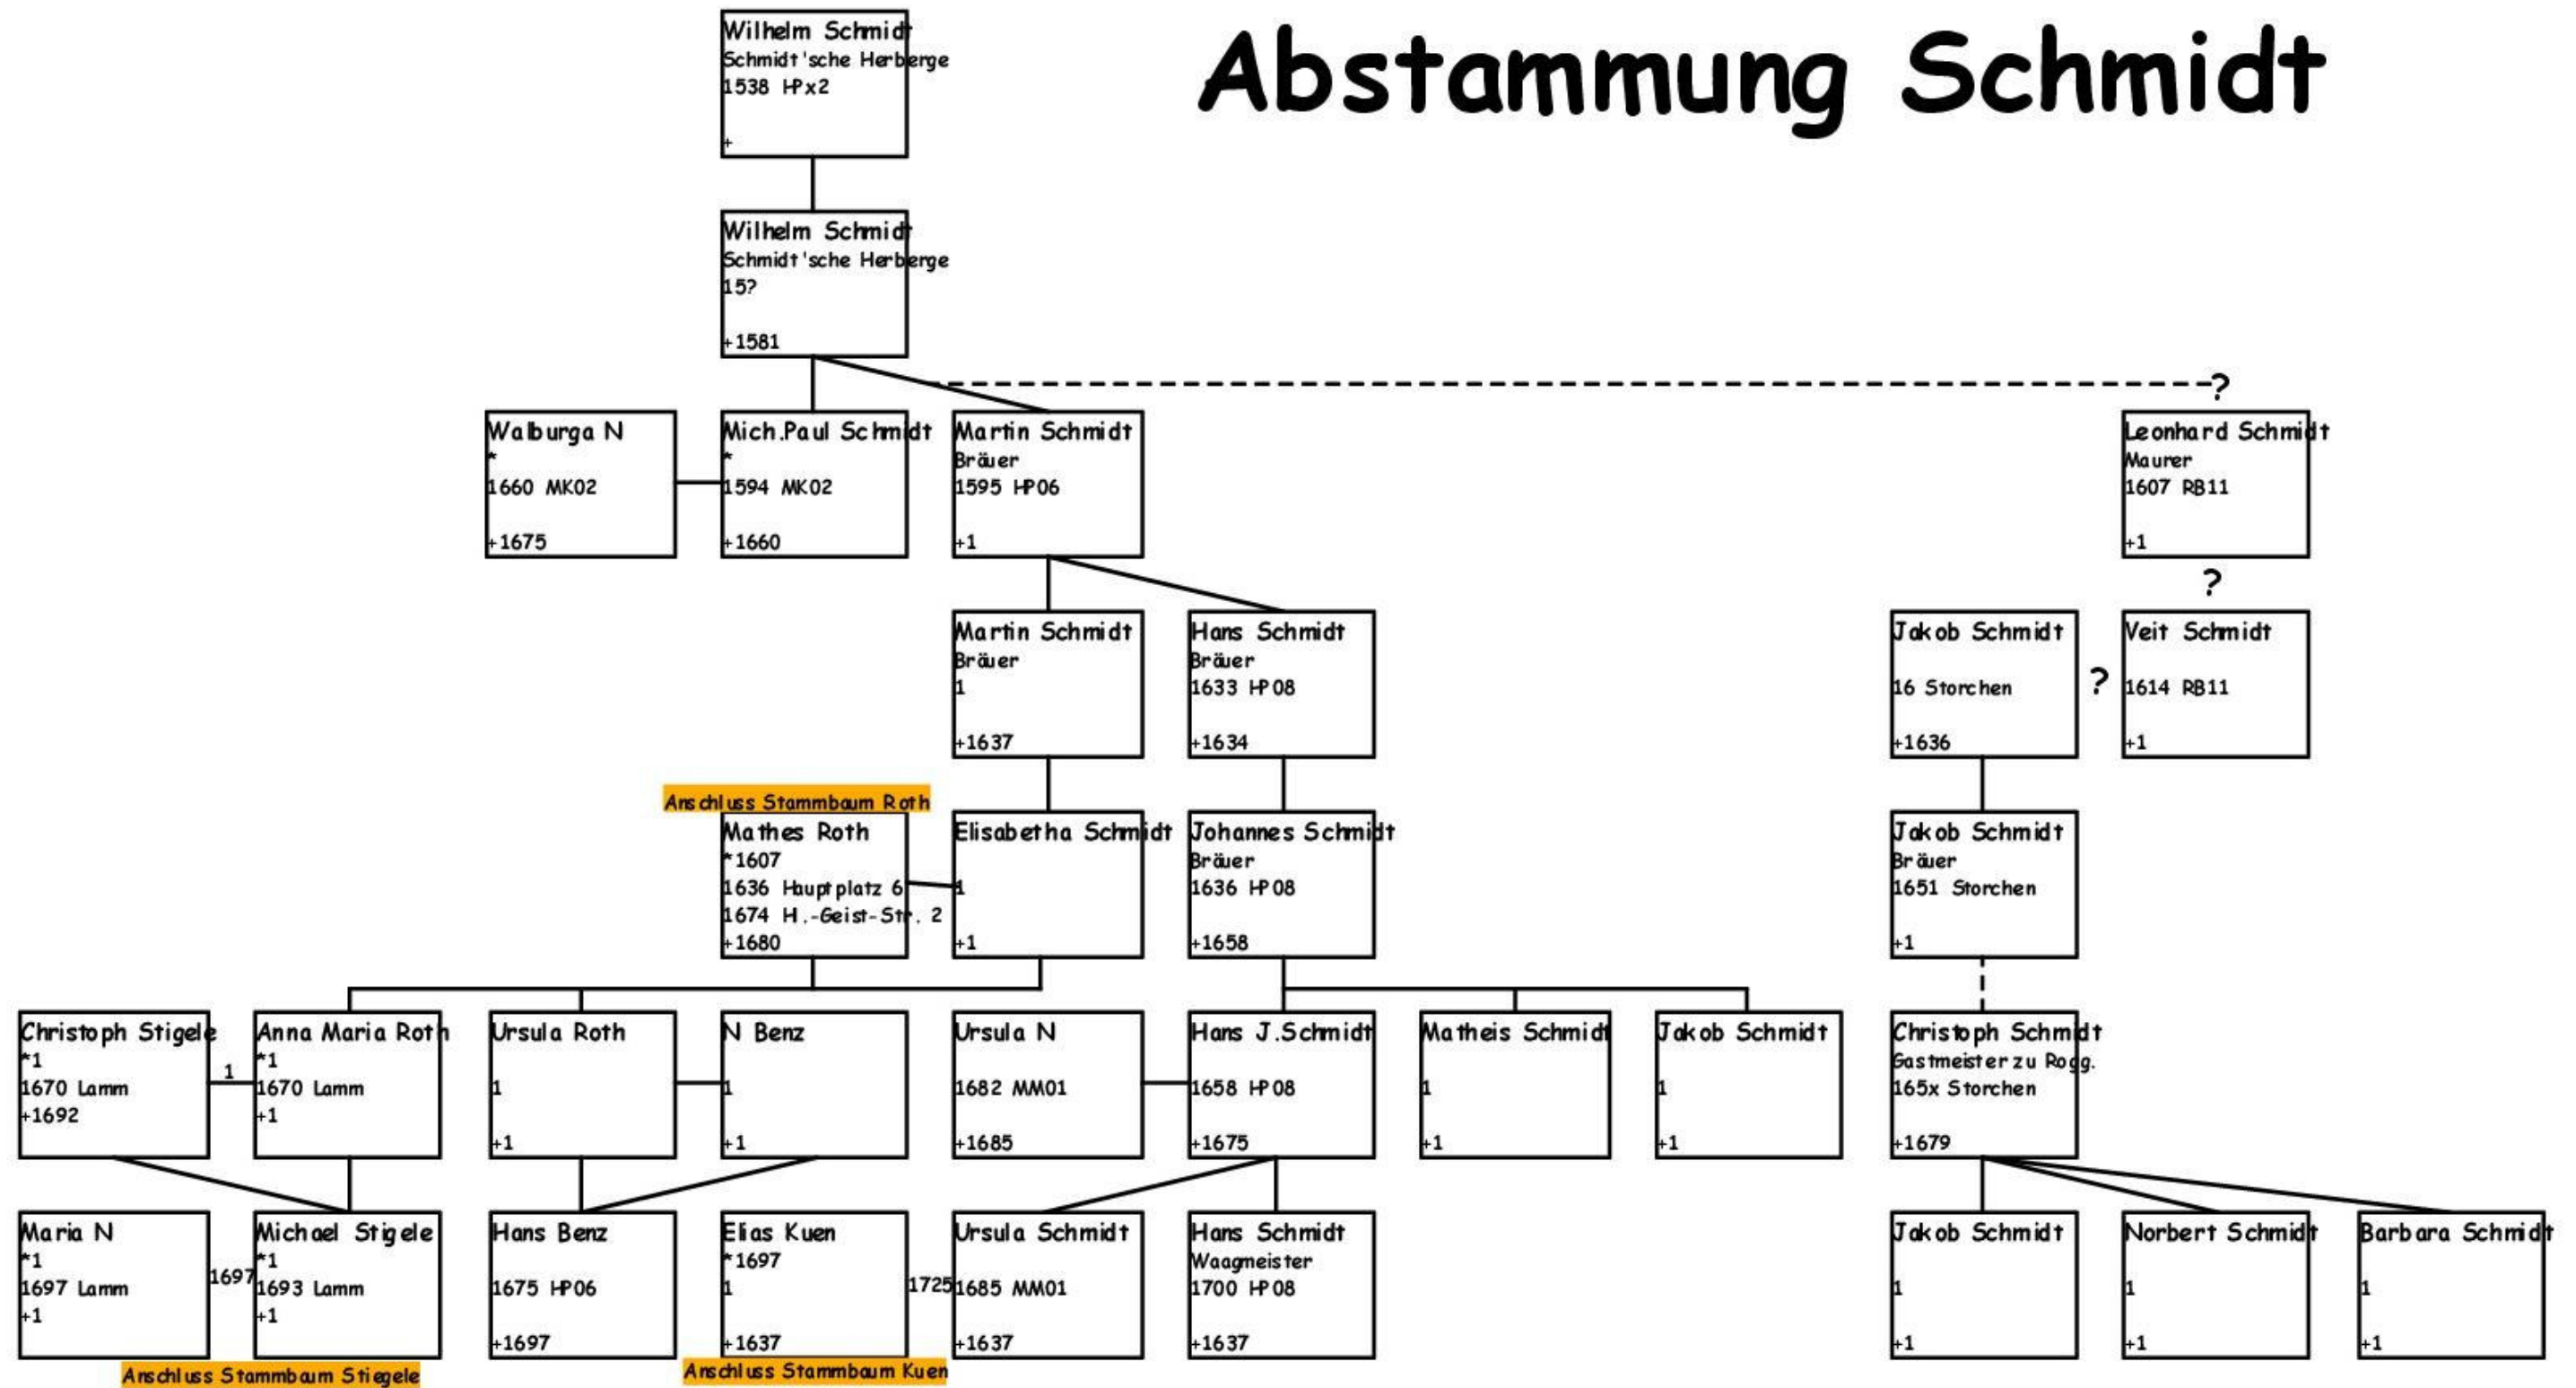 Abstammung Schmidt
Wilhelm Schmidt
Schmidt'sche Herberge
1538 HPx2
+
Wilhelm Schmidt
Schmidt'sche Herberge
15?
+1581
?
Walburga N
*
1660 MK02
+1675
Mich.Paul Schmidt
*
1594 MK02
+1660
Martin Schmidt
Bräuer
1595 HP06
+1
Leonhard Schmidt
Maurer
1607 RB11
+1
?
Martin Schmidt
Bräuer
1
+1637
Hans Schmidt
Bräuer
1633 HP08
+1634
Jakob Schmidt
16 Storchen
+1636
?
Veit Schmidt
1614 RB11
+1
Anschluss Stammbaum Roth
Mathes Roth
*1607
1636 Hauptplatz 6
1674 H.-Geist-Str. 2
+1680
Elisabetha Schmidt
1
+1
Johannes Schmidt
Bräuer
1636 HP08
+1658
Jakob Schmidt
Bräuer
1651 Storchen
+1
Christoph Stigele
*1
1670 Lamm
+1692
1
Anna Maria Roth
*1
1670 Lamm
+1
Ursula Roth
1
+1
N Benz
1
+1
Ursula N
1682 MM01
+1685
Hans J.Schmidt
1658 HP08
+1675
Matheis Schmidt
1
+1
Jakob Schmidt
1
+1
Christoph Schmidt
Gastmeister zu Rogg.
165x Storchen
+1679
Maria N
*1
1697 Lamm
+1
1697
Michael Stigele
*1
1693 Lamm
+1
Hans Benz
1675 HP06
+1697
Elias Kuen
*1697
1
+1637
1725
Ursula Schmidt
1685 MM01
+1637
Hans Schmidt
Waagmeister
1700 HP08
+1637
Jakob Schmidt
1
+1
Norbert Schmidt
1
+1
Barbara Schmidt
1
+1
Anschluss Stammbaum Stiegele
Anschluss Stammbaum Kuen